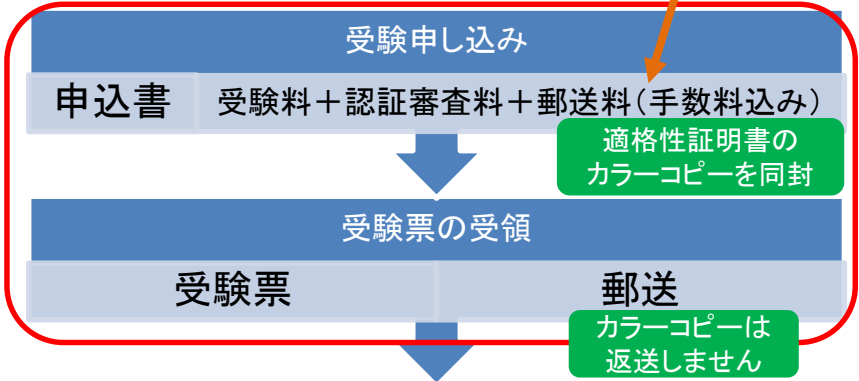 受験申し込み
申込書
受験料＋認証審査料＋郵送料（手数料込み）
適格性証明書の
カラーコピーを同封
受験票の受領
受験票
郵送
カラーコピーは
返送しません